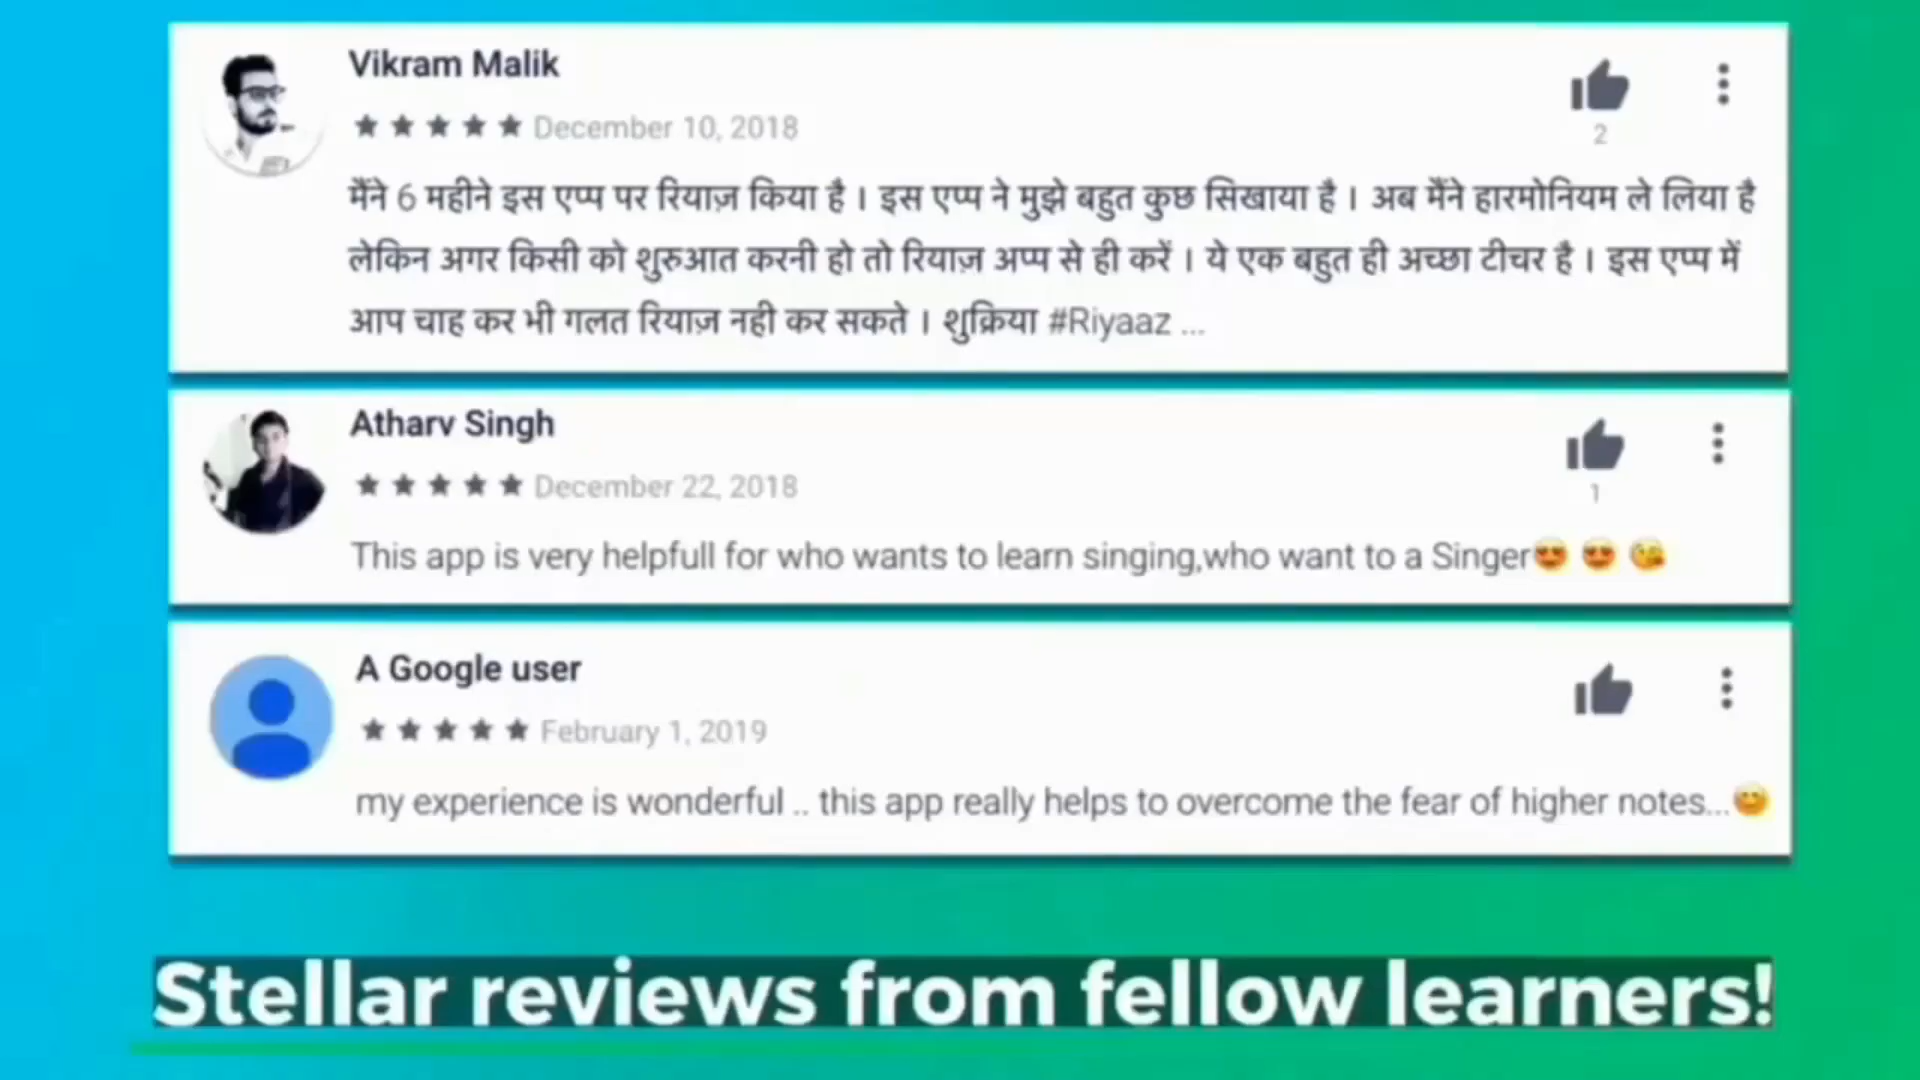 Vikram Malik
★★★★★ December 10, 2018
2
मैंने 6 महीने इस एप्प पर रियाज़ किया है । इस एप्प ने मुझे बहुत कुछ सिखाया है । अब मैंने हारमोनियम ले लिया है
लेकिन अगर किसी को शुरुआत करनी हो तो रियाज़ अप्प से ही करें । ये एक बहुत ही अच्छा टीचर है । इस एप्प में
आप चाह कर भी गलत रियाज़ नही कर सकते । शुक्रिया #Riyaaz ...
Atharv Singh
★★★★★ December 22, 2018
1
This app is very helpfull for who wants to learn singing,who want to a Singer😍 😍 😘
A Google user
★★★★★ February 1, 2019
my experience is wonderful .. this app really helps to overcome the fear of higher notes...😊
Stellar reviews from fellow learners!